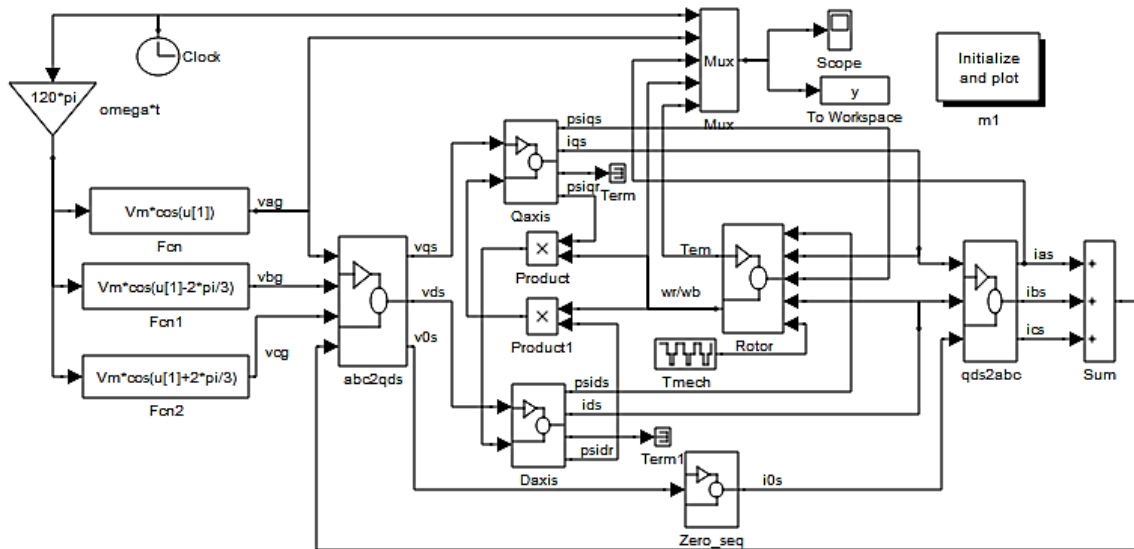 Clock
120*pi
omega*t
Mux
Mux
Scope
y
To Workspace
Initialize
and plot
m1
Vm*cos(u[1])
Fcn
vag
Vm*cos(u[1]-2*pi/3)
Fcn1
vbg
Vm*cos(u[1]+2*pi/3)
Fcn2
vcg
abc2qds
vqs
vds
v0s
psiqs
iqs
psiqr
Term
Qaxis
×
Product
×
Product1
psids
ids
psidr
Term1
Daxis
Tem
wr/wb
Rotor
Tmech
i0s
Zero_seq
qds2abc
ias
ibs
ics
+
+
+
Sum